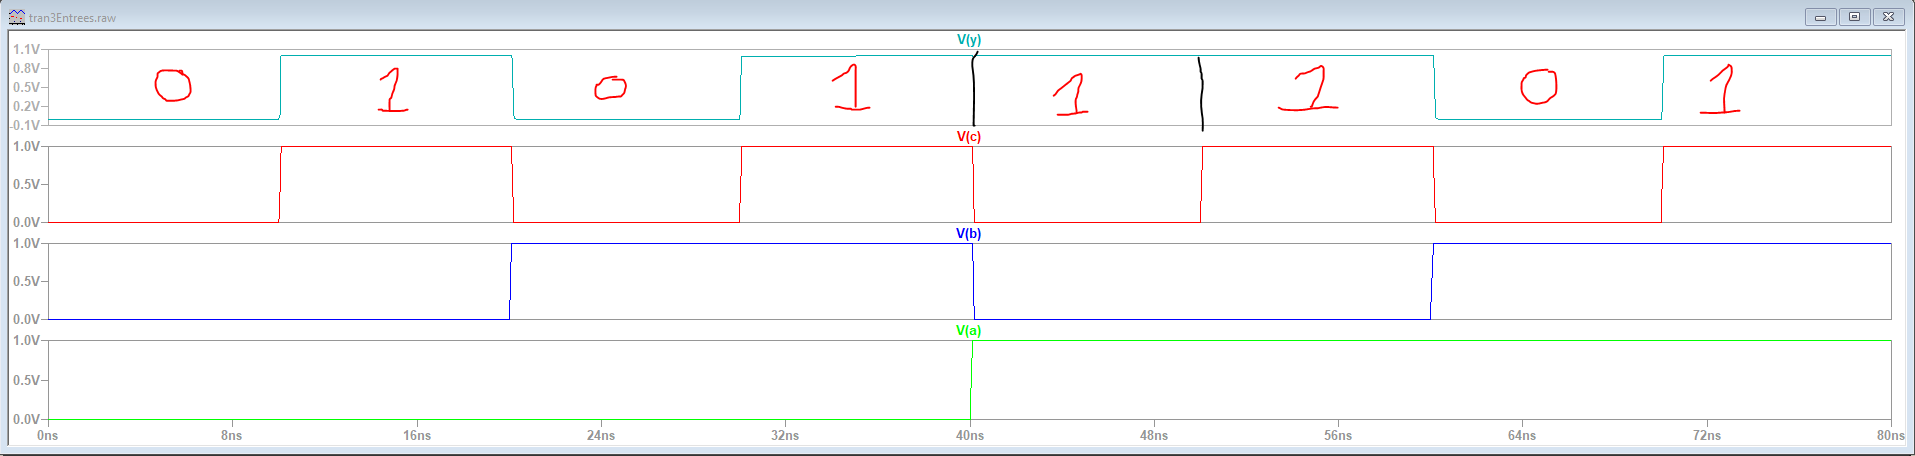 tran3Entrees.raw
V(y)
1.1V
0.8V
0.5V
0.2V
-0.1V
0 1 0 1 1 1 0 1
V(c)
1.0V
0.5V
0.0V
V(b)
1.0V
0.5V
0.0V
V(a)
1.0V
0.5V
0.0V
0ns 8ns 16ns 24ns 32ns 40ns 48ns 56ns 64ns 72ns 80ns